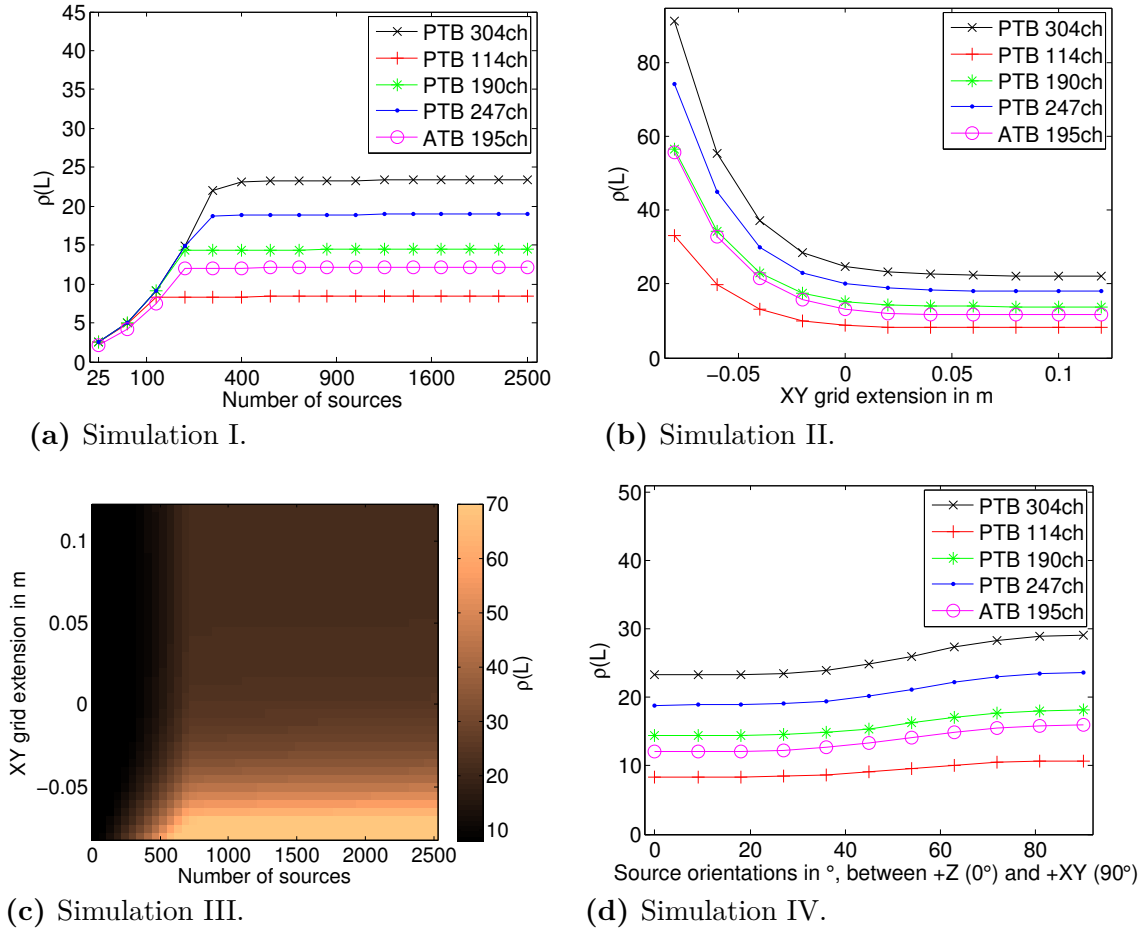 45
40
35
30
25
20
15
10
5
0
ρ(L)
25 100 400 900 1600 2500
Number of sources
PTB 304ch
PTB 114ch
PTB 190ch
PTB 247ch
ATB 195ch
(a) Simulation I.
80
60
40
20
0
ρ(L)
−0.05 0 0.05 0.1
XY grid extension in m
PTB 304ch
PTB 114ch
PTB 190ch
PTB 247ch
ATB 195ch
(b) Simulation II.
0.1
0.05
0
−0.05
XY grid extension in m
0 500 1000 1500 2000 2500
Number of sources
70
60
50
40
30
20
10
ρ(L)
(c) Simulation III.
50
40
30
20
10
0
ρ(L)
0 20 40 60 80
Source orientations in °, between +Z (0°) and +XY (90°)
PTB 304ch
PTB 114ch
PTB 190ch
PTB 247ch
ATB 195ch
(d) Simulation IV.